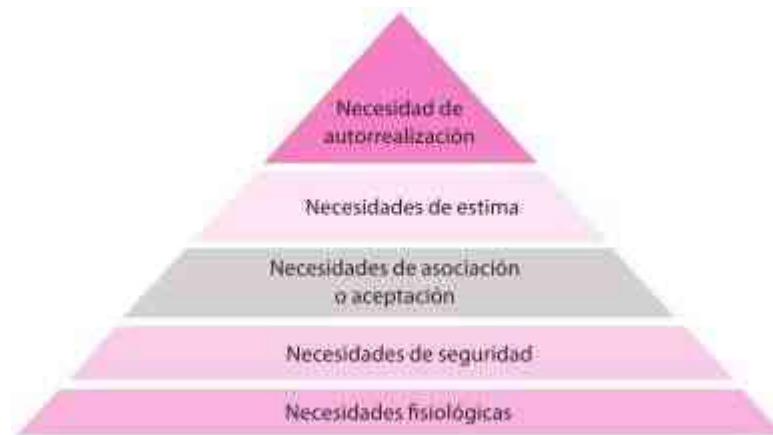 Necesidad de
autorrealización
Necesidades de estima
Necesidades de asociación
o aceptación
Necesidades de seguridad
Necesidades fisiológicas